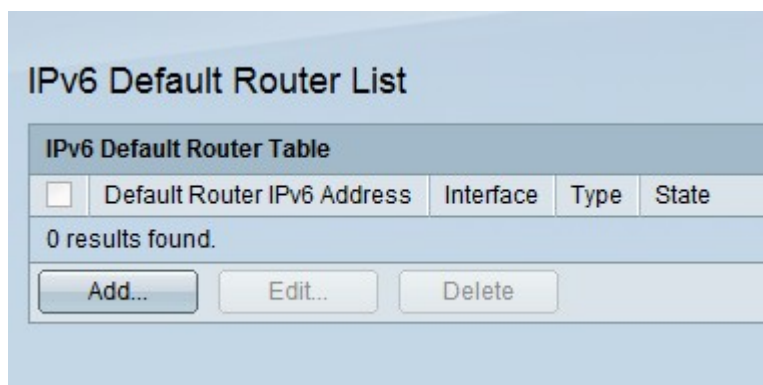 IPv6 Default Router List
IPv6 Default Router Table
Default Router IPv6 Address Interface Type State
0 results found.
Add... Edit... Delete